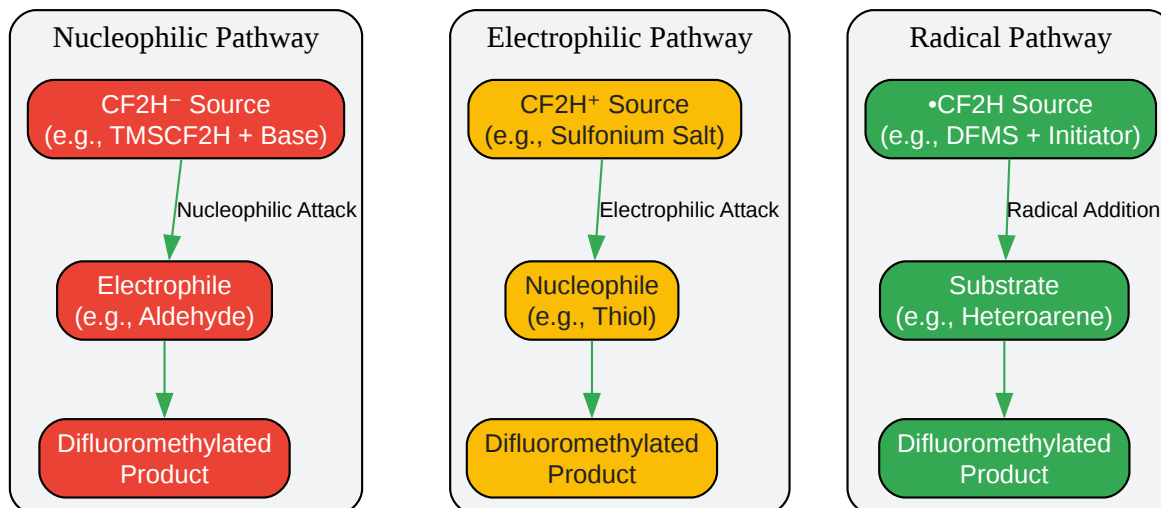 Nucleophilic Pathway
CF2H⁻ Source
(e.g., TMSCF2H + Base)
Nucleophilic Attack
Electrophile
(e.g., Aldehyde)
Difluoromethylated
Product
Electrophilic Pathway
CF2H⁺ Source
(e.g., Sulfonium Salt)
Electrophilic Attack
Nucleophile
(e.g., Thiol)
Difluoromethylated
Product
Radical Pathway
•CF2H Source
(e.g., DFMS + Initiator)
Radical Addition
Substrate
(e.g., Heteroarene)
Difluoromethylated
Product